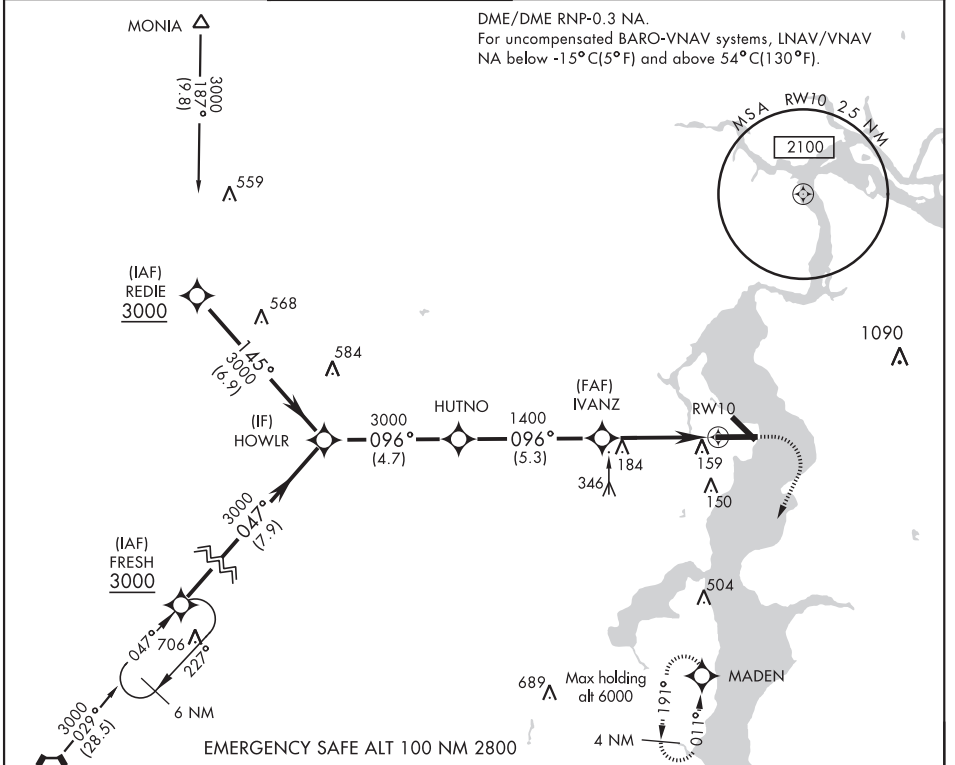 DME/DME RNP-0.3 NA.
For uncompensated BARO-VNAV systems, LNAV/VNAV
NA below -15°C(5°F) and above 54°C(130°F).
MONIA
3000
187°
(9.8)
MSA RW10 25 NM
2100
559
(IAF)
REDIE
3000
568
145°
3000
(6.9)
584
1090
(IF)
HOWLR
3000
096°
(4.7)
HUTNO
1400
096°
(5.3)
(FAF)
IVANZ
RW10
184
159
346
150
3000
047°
(7.9)
(IAF)
FRESH
3000
504
047°
706
227°
6 NM
689
Max holding
alt 6000
MADEN
191°
011°
4 NM
3000
029°
(28.5)
EMERGENCY SAFE ALT 100 NM 2800